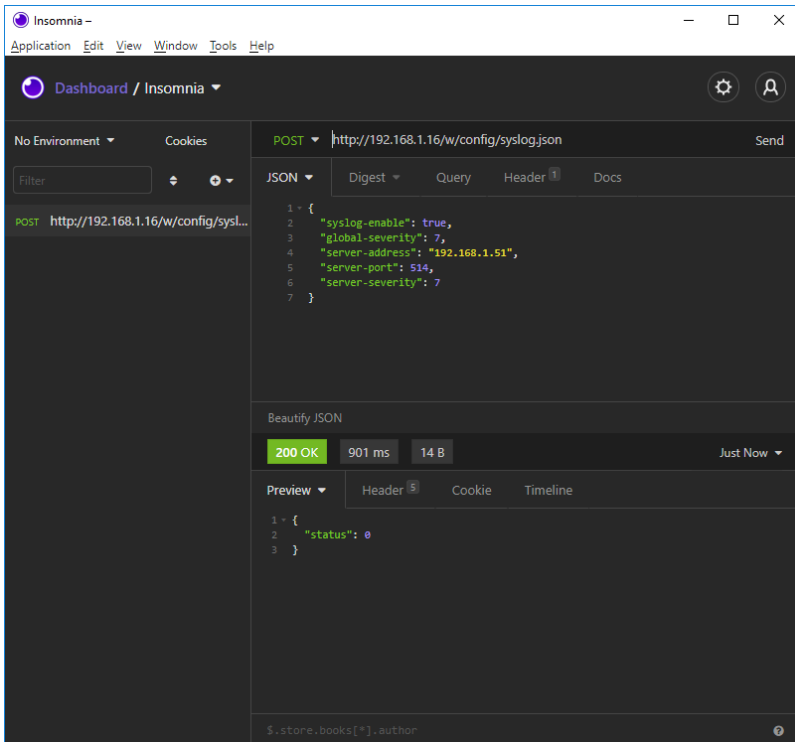 Insomnia –
Application Edit View Window Tools Help
Dashboard / Insomnia
No Environment Cookies
Filter
POST http://192.168.1.16/w/config/sysl...
POST http://192.168.1.16/w/config/syslog.json Send
JSON Digest Query Header 1 Docs
1 {
2 "syslog-enable": true,
3 "global-severity": 7,
4 "server-address": "192.168.1.51",
5 "server-port": 514,
6 "server-severity": 7
7 }
Beautify JSON
200 OK 901 ms 14 B Just Now
Preview Header 5 Cookie Timeline
1 {
2 "status": 0
3 }
$.store.books[*].author